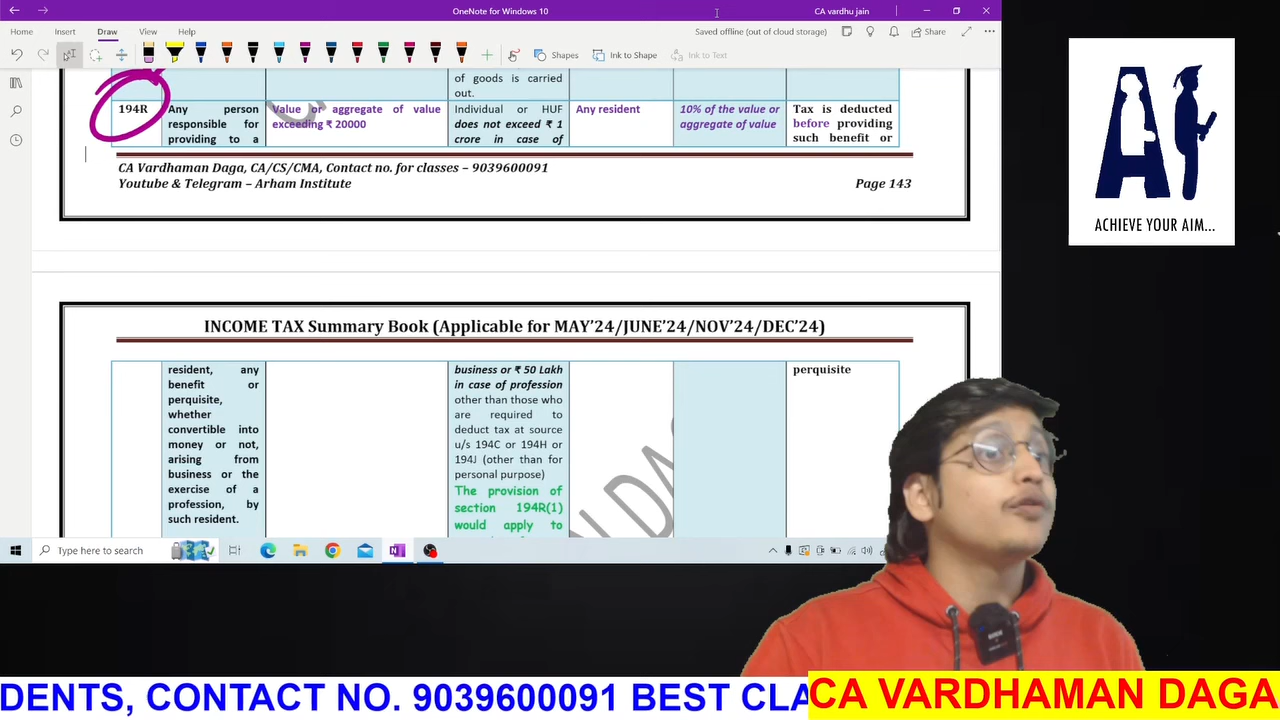 OneNote for Windows 10
CA vardhu jain
Home
Insert
Draw
View
Help
Saved offline (out of cloud storage)
Share
Shapes
Ink to Shape
Ink to Text
of goods is carried
out.
194R
Any person
responsible for
providing to a
Value or aggregate of value
exceeding ₹ 20000
Individual or HUF
does not exceed ₹ 1
crore in case of
Any resident
10% of the value or
aggregate of value
Tax is deducted
before providing
such benefit or
CA Vardhaman Daga, CA/CS/CMA, Contact no. for classes – 9039600091
Youtube & Telegram – Arham Institute
Page 143
INCOME TAX Summary Book (Applicable for MAY'24/JUNE'24/NOV'24/DEC'24)
resident, any
benefit or
perquisite,
whether
convertible into
money or not,
arising from
business or the
exercise of a
profession, by
such resident.
business or ₹ 50 Lakh
in case of profession
other than those who
are required to
deduct tax at source
u/s 194C or 194H or
194J (other than for
personal purpose)
The provision of
section 194R(1)
would apply to
perquisite
Type here to search
AI
ACHIEVE YOUR AIM...
DENTS, CONTACT NO. 9039600091 BEST CLA
CA VARDHAMAN DAGA